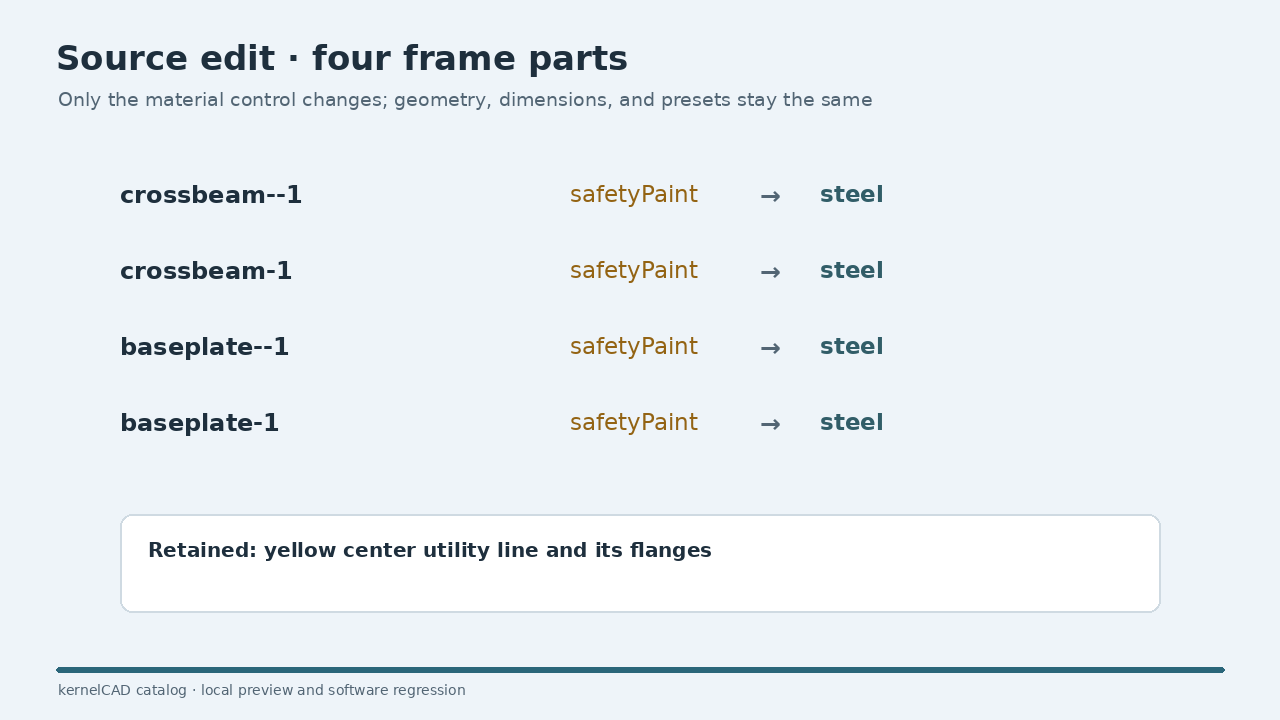 Source edit · four frame parts
Only the material control changes; geometry, dimensions, and presets stay the same
crossbeam--1 safetyPaint → steel
crossbeam-1 safetyPaint → steel
baseplate--1 safetyPaint → steel
baseplate-1 safetyPaint → steel
Retained: yellow center utility line and its flanges
kernelCAD catalog · local preview and software regression